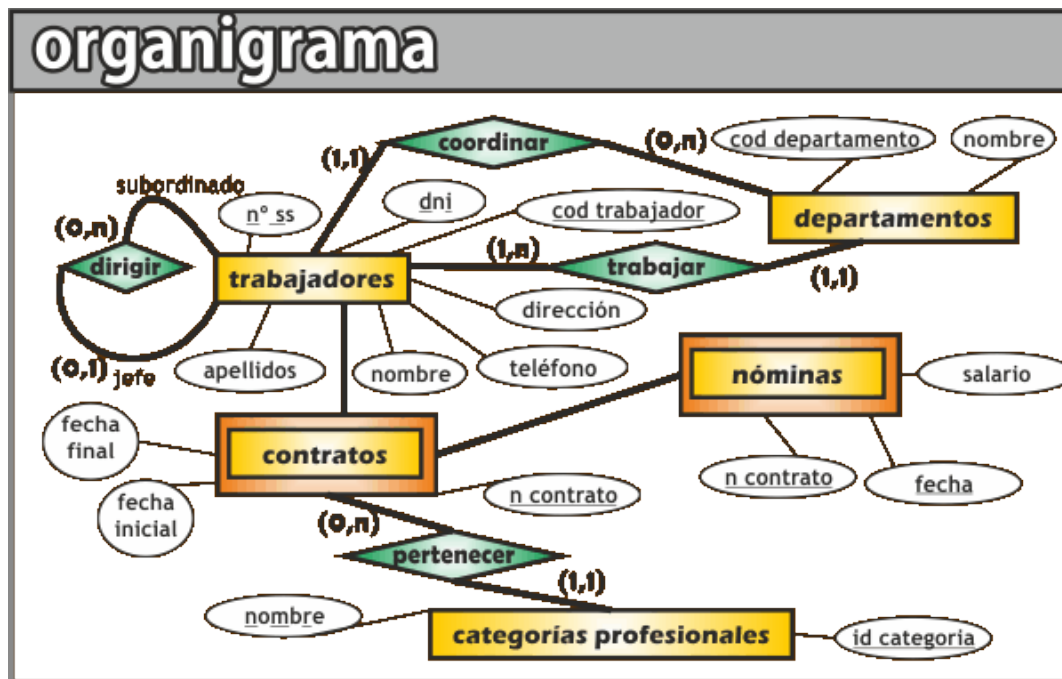 organigrama
coordinar
(1,1)
(0,n)
cod departamento
nombre
subordinado
nº ss
dni
cod trabajador
departamentos
(0,n)
dirigir
trabajadores
(1,n)
trabajar
(1,1)
dirección
(0,1)
jefe
apellidos
nombre
teléfono
nóminas
salario
fecha
final
contratos
fecha
inicial
n contrato
n contrato
fecha
(0,n)
pertenecer
(1,1)
nombre
categorías profesionales
id categoria